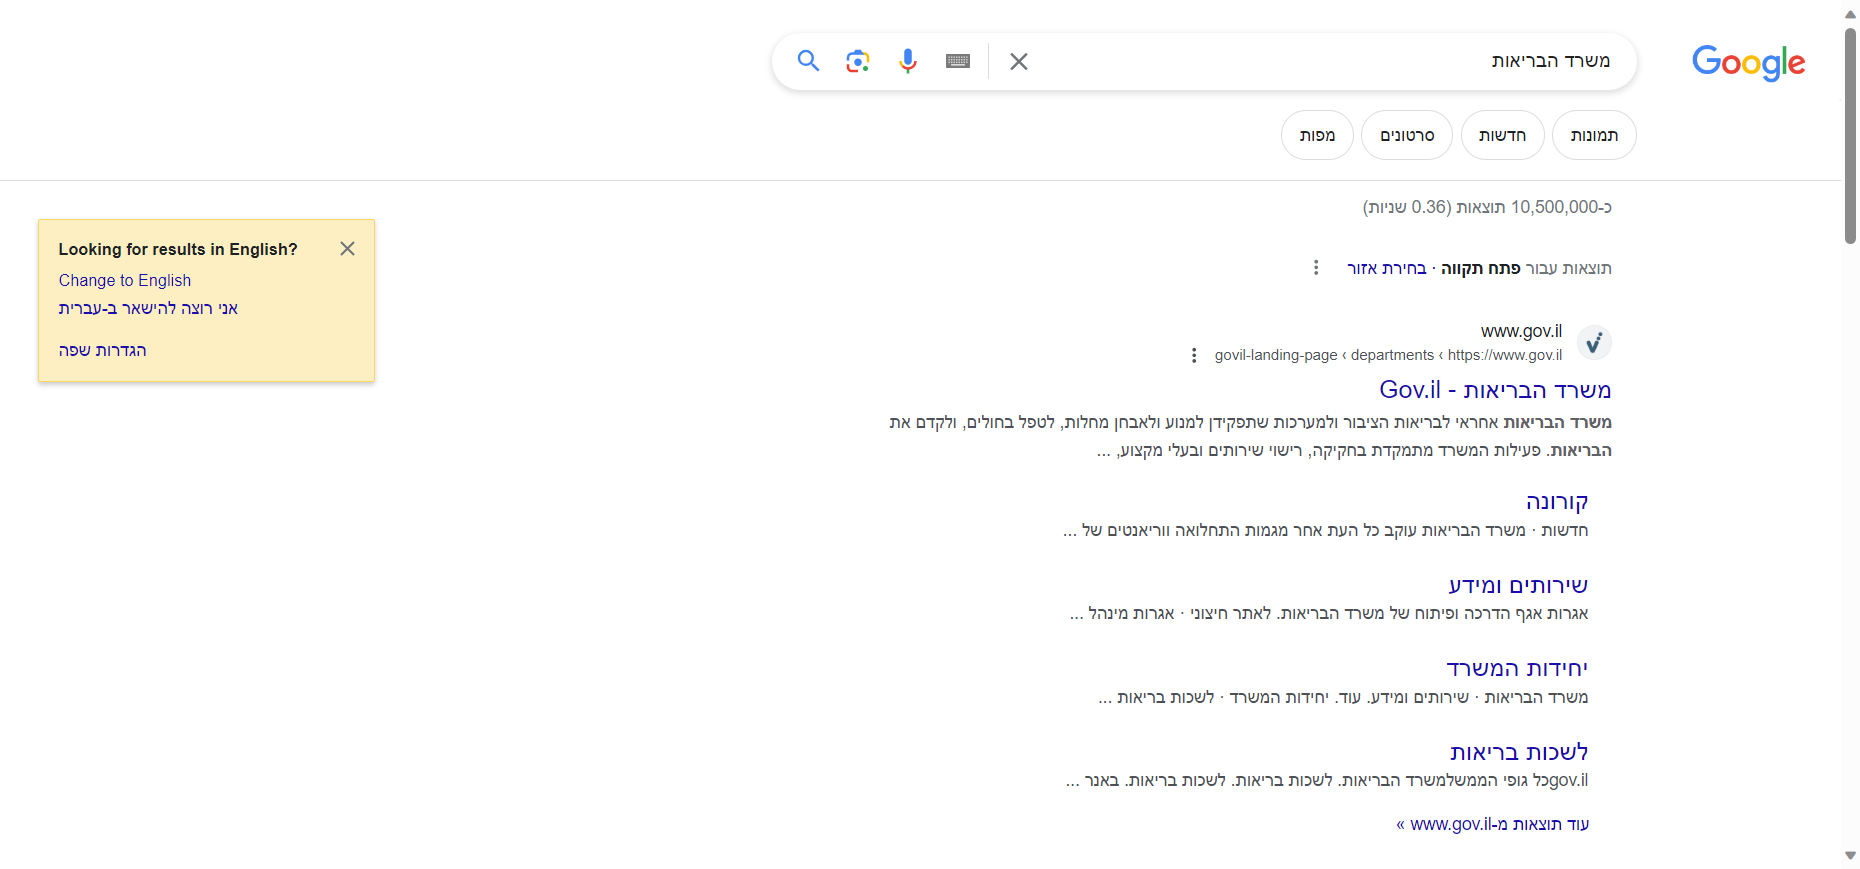 Google
משרד הבריאות
תמונות
חדשות
סרטונים
מפות
כ-10,500,000 תוצאות (0.36 שניות)
תוצאות עבור פתח תקווה · בחירת אזור
www.gov.il
https://www.gov.il › departments › govil-landing-page
משרד הבריאות - Gov.il
משרד הבריאות אחראי לבריאות הציבור ולמערכות שתפקידן למנוע ולאבחן מחלות, לטפל בחולים, ולקדם את
הבריאות. פעילות המשרד מתמקדת בחקיקה, רישוי שירותים ובעלי מקצוע, ...
קורונה
חדשות · משרד הבריאות עוקב כל העת אחר מגמות התחלואה ווריאנטים של ...
שירותים ומידע
אגרות אגף הדרכה ופיתוח של משרד הבריאות. לאתר חיצוני · אגרות מינהל ...
יחידות המשרד
משרד הבריאות · שירותים ומידע. עוד. יחידות המשרד · לשכות בריאות ...
לשכות בריאות
gov.ilכל גופי הממשלמשרד הבריאות. לשכות בריאות. לשכות בריאות. באנר ...
עוד תוצאות מ-www.gov.il »
Looking for results in English?
Change to English
אני רוצה להישאר ב-עברית
הגדרות שפה